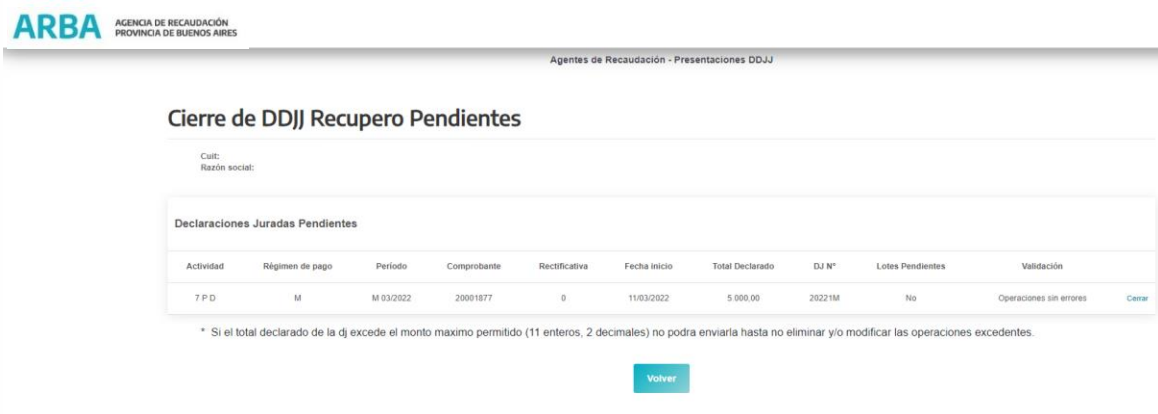 ARBA AGENCIA DE RECAUDACIÓN
PROVINCIA DE BUENOS AIRES
Agentes de Recaudación - Presentaciones DDJJ
Cierre de DDJJ Recupero Pendientes
Cuit:
Razón social:
Declaraciones Juradas Pendientes
Actividad Régimen de pago Período Comprobante Rectificativa Fecha inicio Total Declarado DJ N° Lotes Pendientes Validación
7 P D M M 03/2022 20001877 0 11/03/2022 5.000,00 20221M No Operaciones sin errores Cerrar
* Si el total declarado de la dj excede el monto maximo permitido (11 enteros, 2 decimales) no podra enviarla hasta no eliminar y/o modificar las operaciones excedentes.
Volver